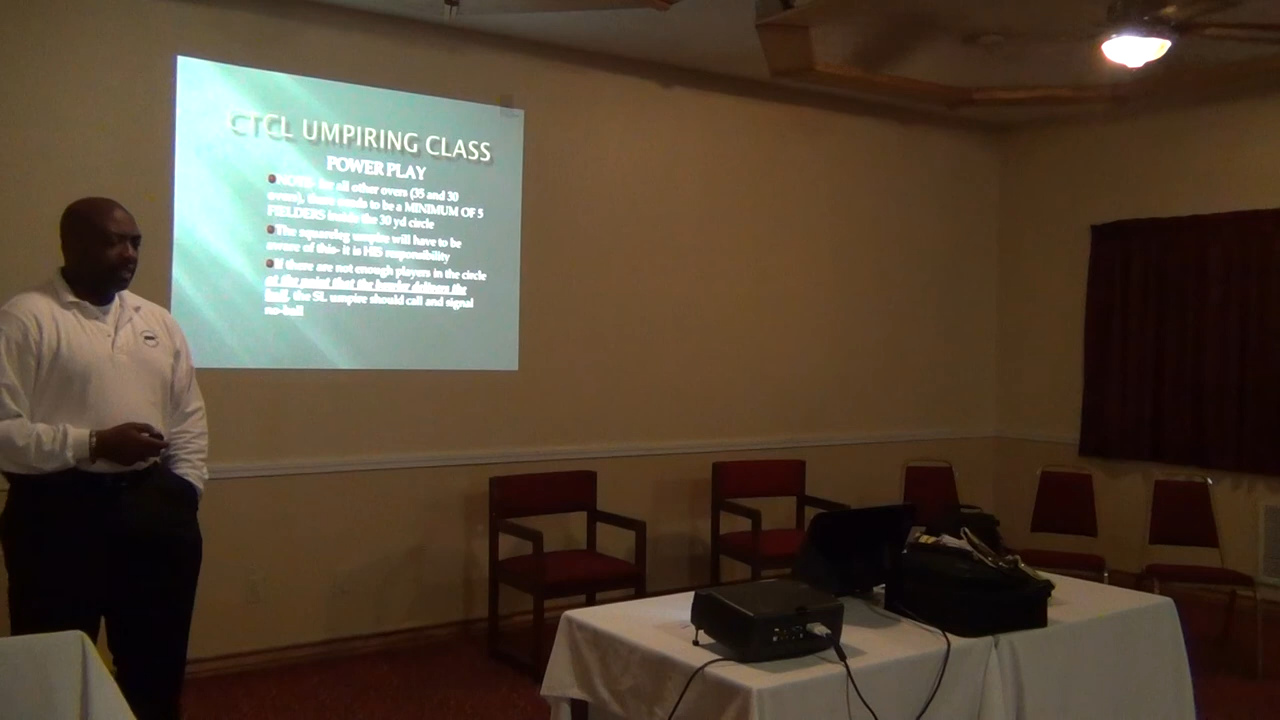 CTCL UMPIRING CLASS
POWER PLAY
NOTE- for all other overs (35 and 30
overs), there needs to be a MINIMUM OF 5
FIELDERS inside the 30 yd circle
The squareleg umpire will have to be
aware of this- it is HIS responsibility
If there are not enough players in the circle
at the point that the bowler delivers the
ball, the SL umpire should call and signal
no-ball